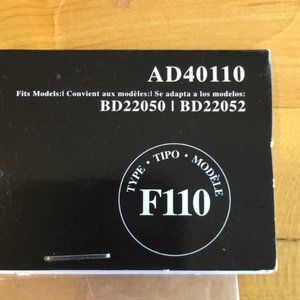 AD40110
Fits Models:| Convient aux modèles:| Se adapta a los modelos:
BD22050 | BD22052
TYPE • TIPO • MODÈLE
F110